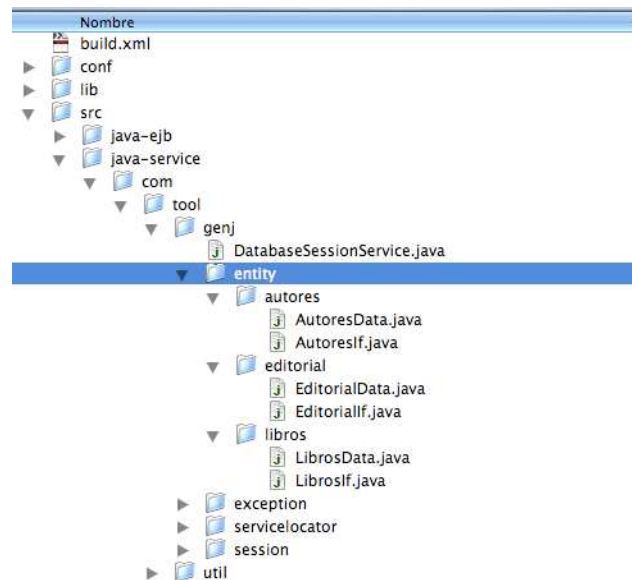 Nombre
build.xml
conf
lib
src
java-ejb
java-service
com
tool
genj
DatabaseSessionService.java
entity
autores
AutoresData.java
AutoresIf.java
editorial
EditorialData.java
EditorialIf.java
libros
LibrosData.java
LibrosIf.java
exception
servicelocator
session
util